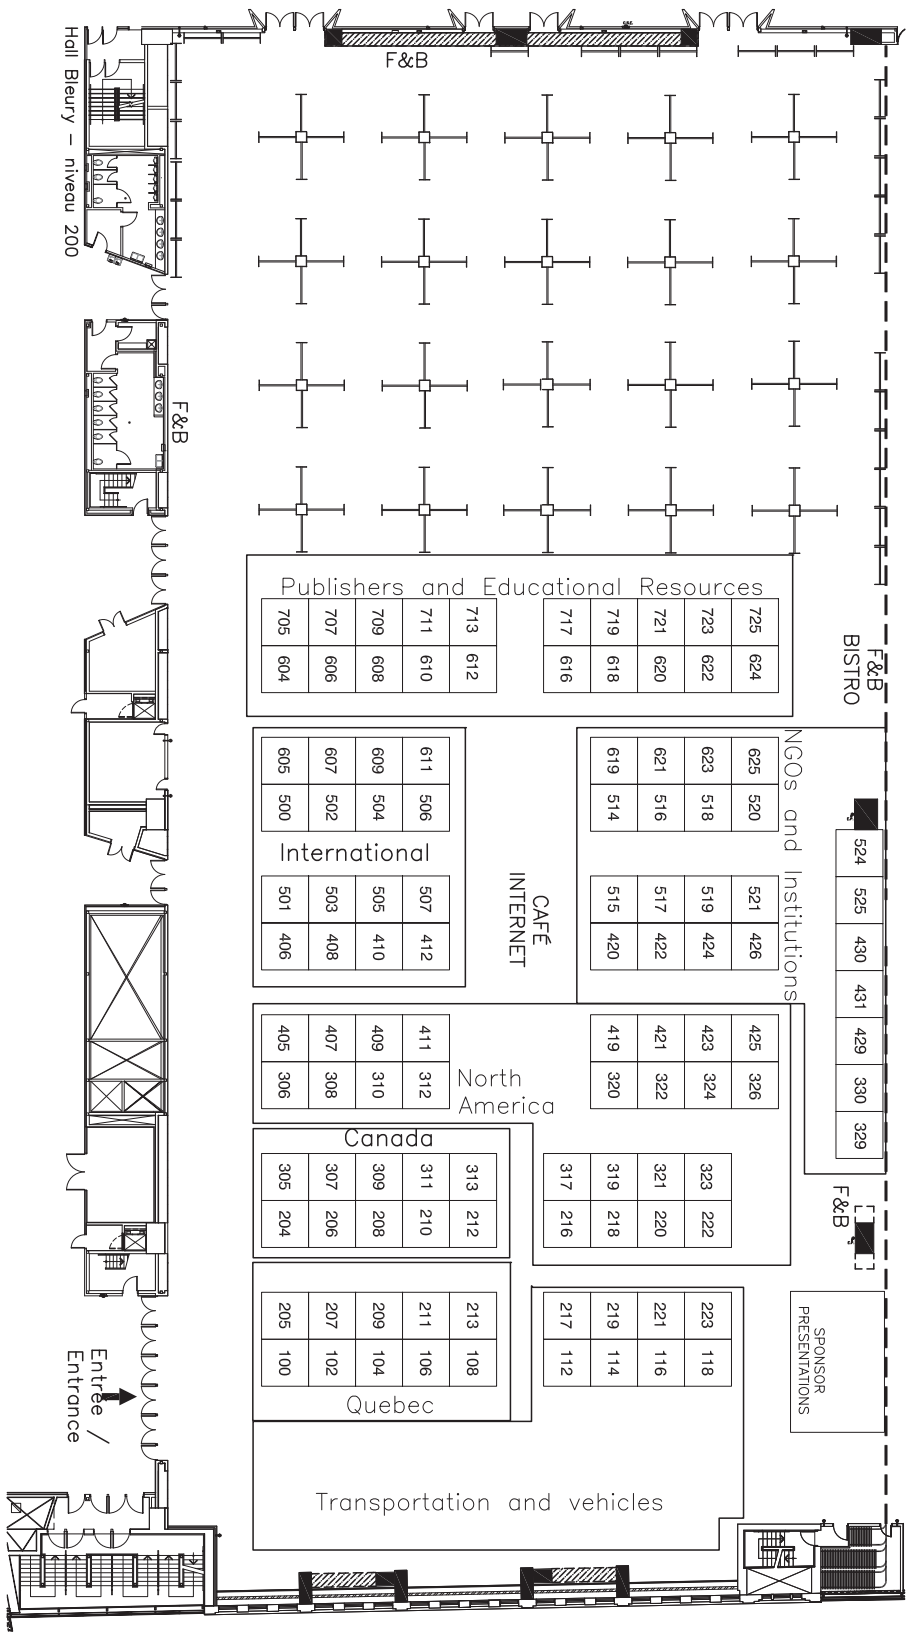 F&B
Hall Bleury – niveau 200
F&B
Publishers and Educational Resources
705 707 709 711 713 717 719 721 723 725
604 606 608 610 612 616 618 620 622 624
F&B
BISTRO
NGOs and Institutions
605 607 609 611 619 621 623 625
500 502 504 506 514 516 518 520
International
524
525
430
431
429
330
329
CAFÉ
INTERNET
501 503 505 507 515 517 519 521
406 408 410 412 420 422 424 426
405 407 409 411 419 421 423 425
306 308 310 312 320 322 324 326
North
America
Canada
305 307 309 311 313 317 319 321 323
204 206 208 210 212 216 218 220 222
F&B
205 207 209 211 213 217 219 221 223
100 102 104 106 108 112 114 116 118
Quebec
SPONSOR
PRESENTATIONS
Entrée /
Entrance
Transportation and vehicles